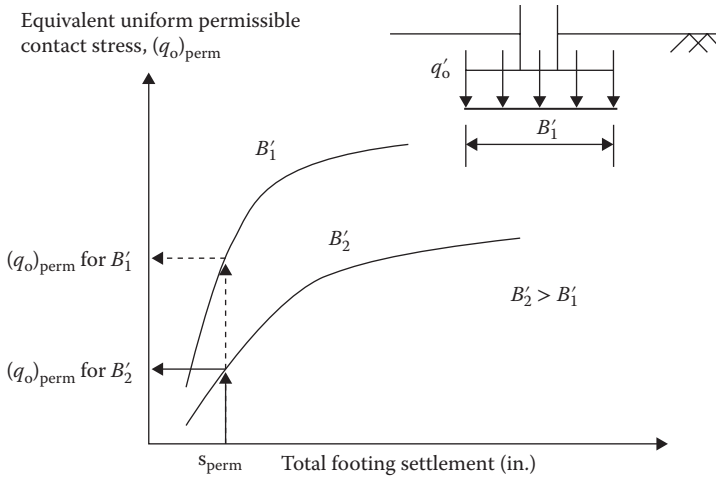 Equivalent uniform permissible
contact stress, (qₒ)perm
q′ₒ
B′₁
B′₁
B′₂
(qₒ)perm for B′₁
B′₂ > B′₁
(qₒ)perm for B′₂
sperm
Total footing settlement (in.)